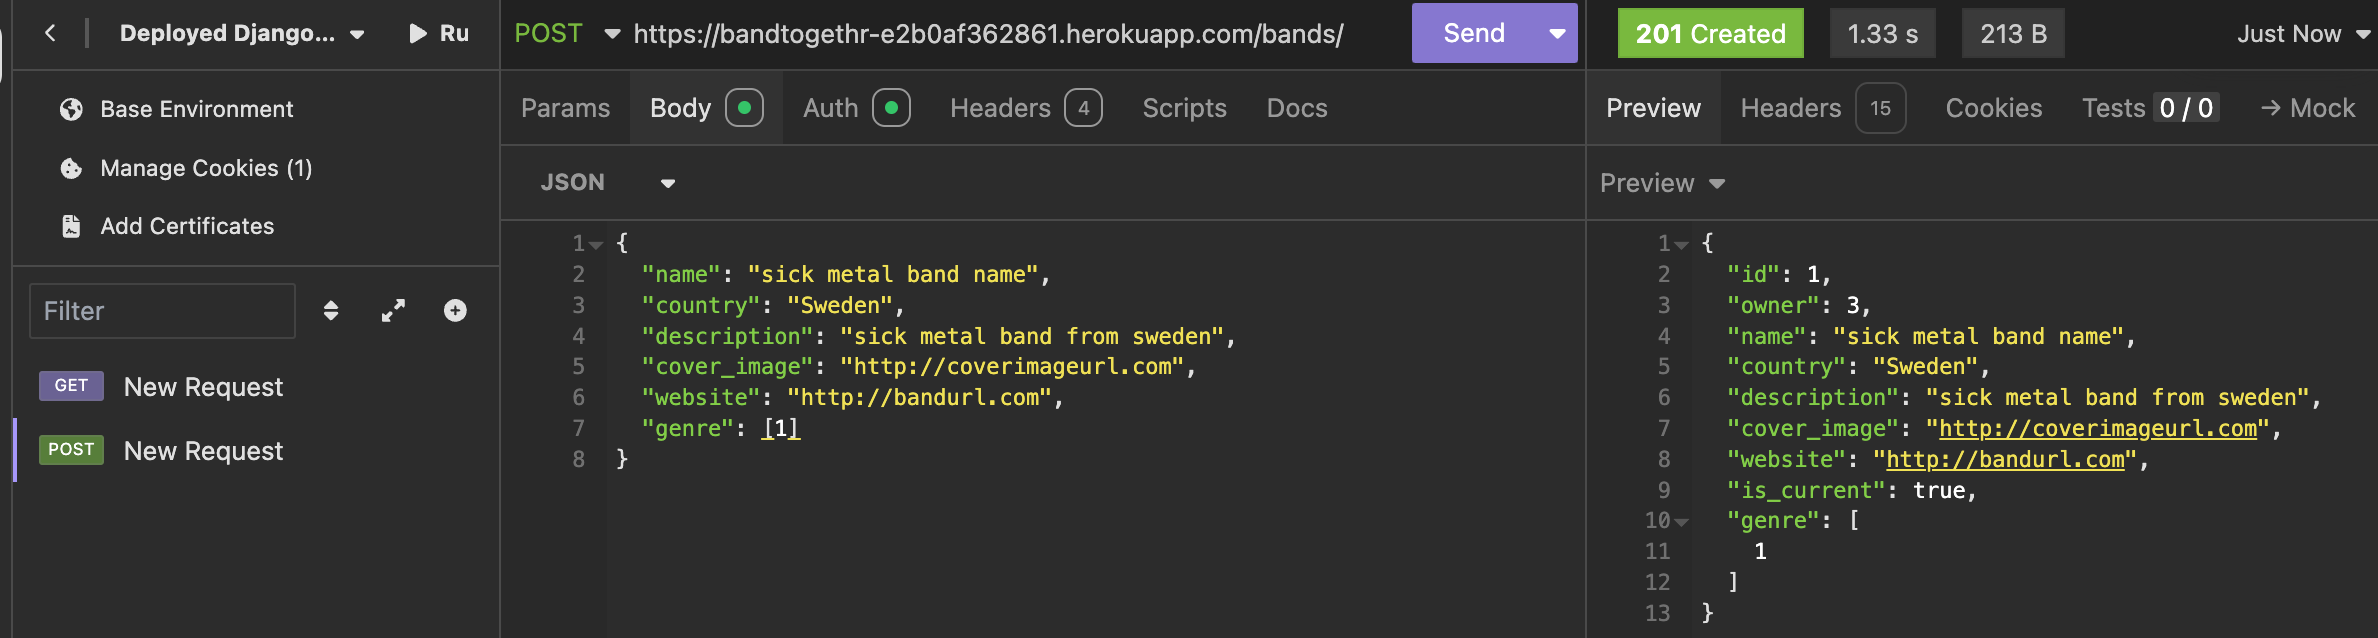 Deployed Django... Ru
Base Environment
Manage Cookies (1)
Add Certificates
Filter
GET New Request
POST New Request
POST https://bandtogethr-e2b0af362861.herokuapp.com/bands/ Send
Params Body Auth Headers 4 Scripts Docs
JSON
1 {
2 "name": "sick metal band name",
3 "country": "Sweden",
4 "description": "sick metal band from sweden",
5 "cover_image": "http://coverimageurl.com",
6 "website": "http://bandurl.com",
7 "genre": [1]
8 }
201 Created 1.33 s 213 B Just Now
Preview Headers 15 Cookies Tests 0 / 0 → Mock
Preview
1 {
2 "id": 1,
3 "owner": 3,
4 "name": "sick metal band name",
5 "country": "Sweden",
6 "description": "sick metal band from sweden",
7 "cover_image": "http://coverimageurl.com",
8 "website": "http://bandurl.com",
9 "is_current": true,
10 "genre": [
11 1
12 ]
13 }